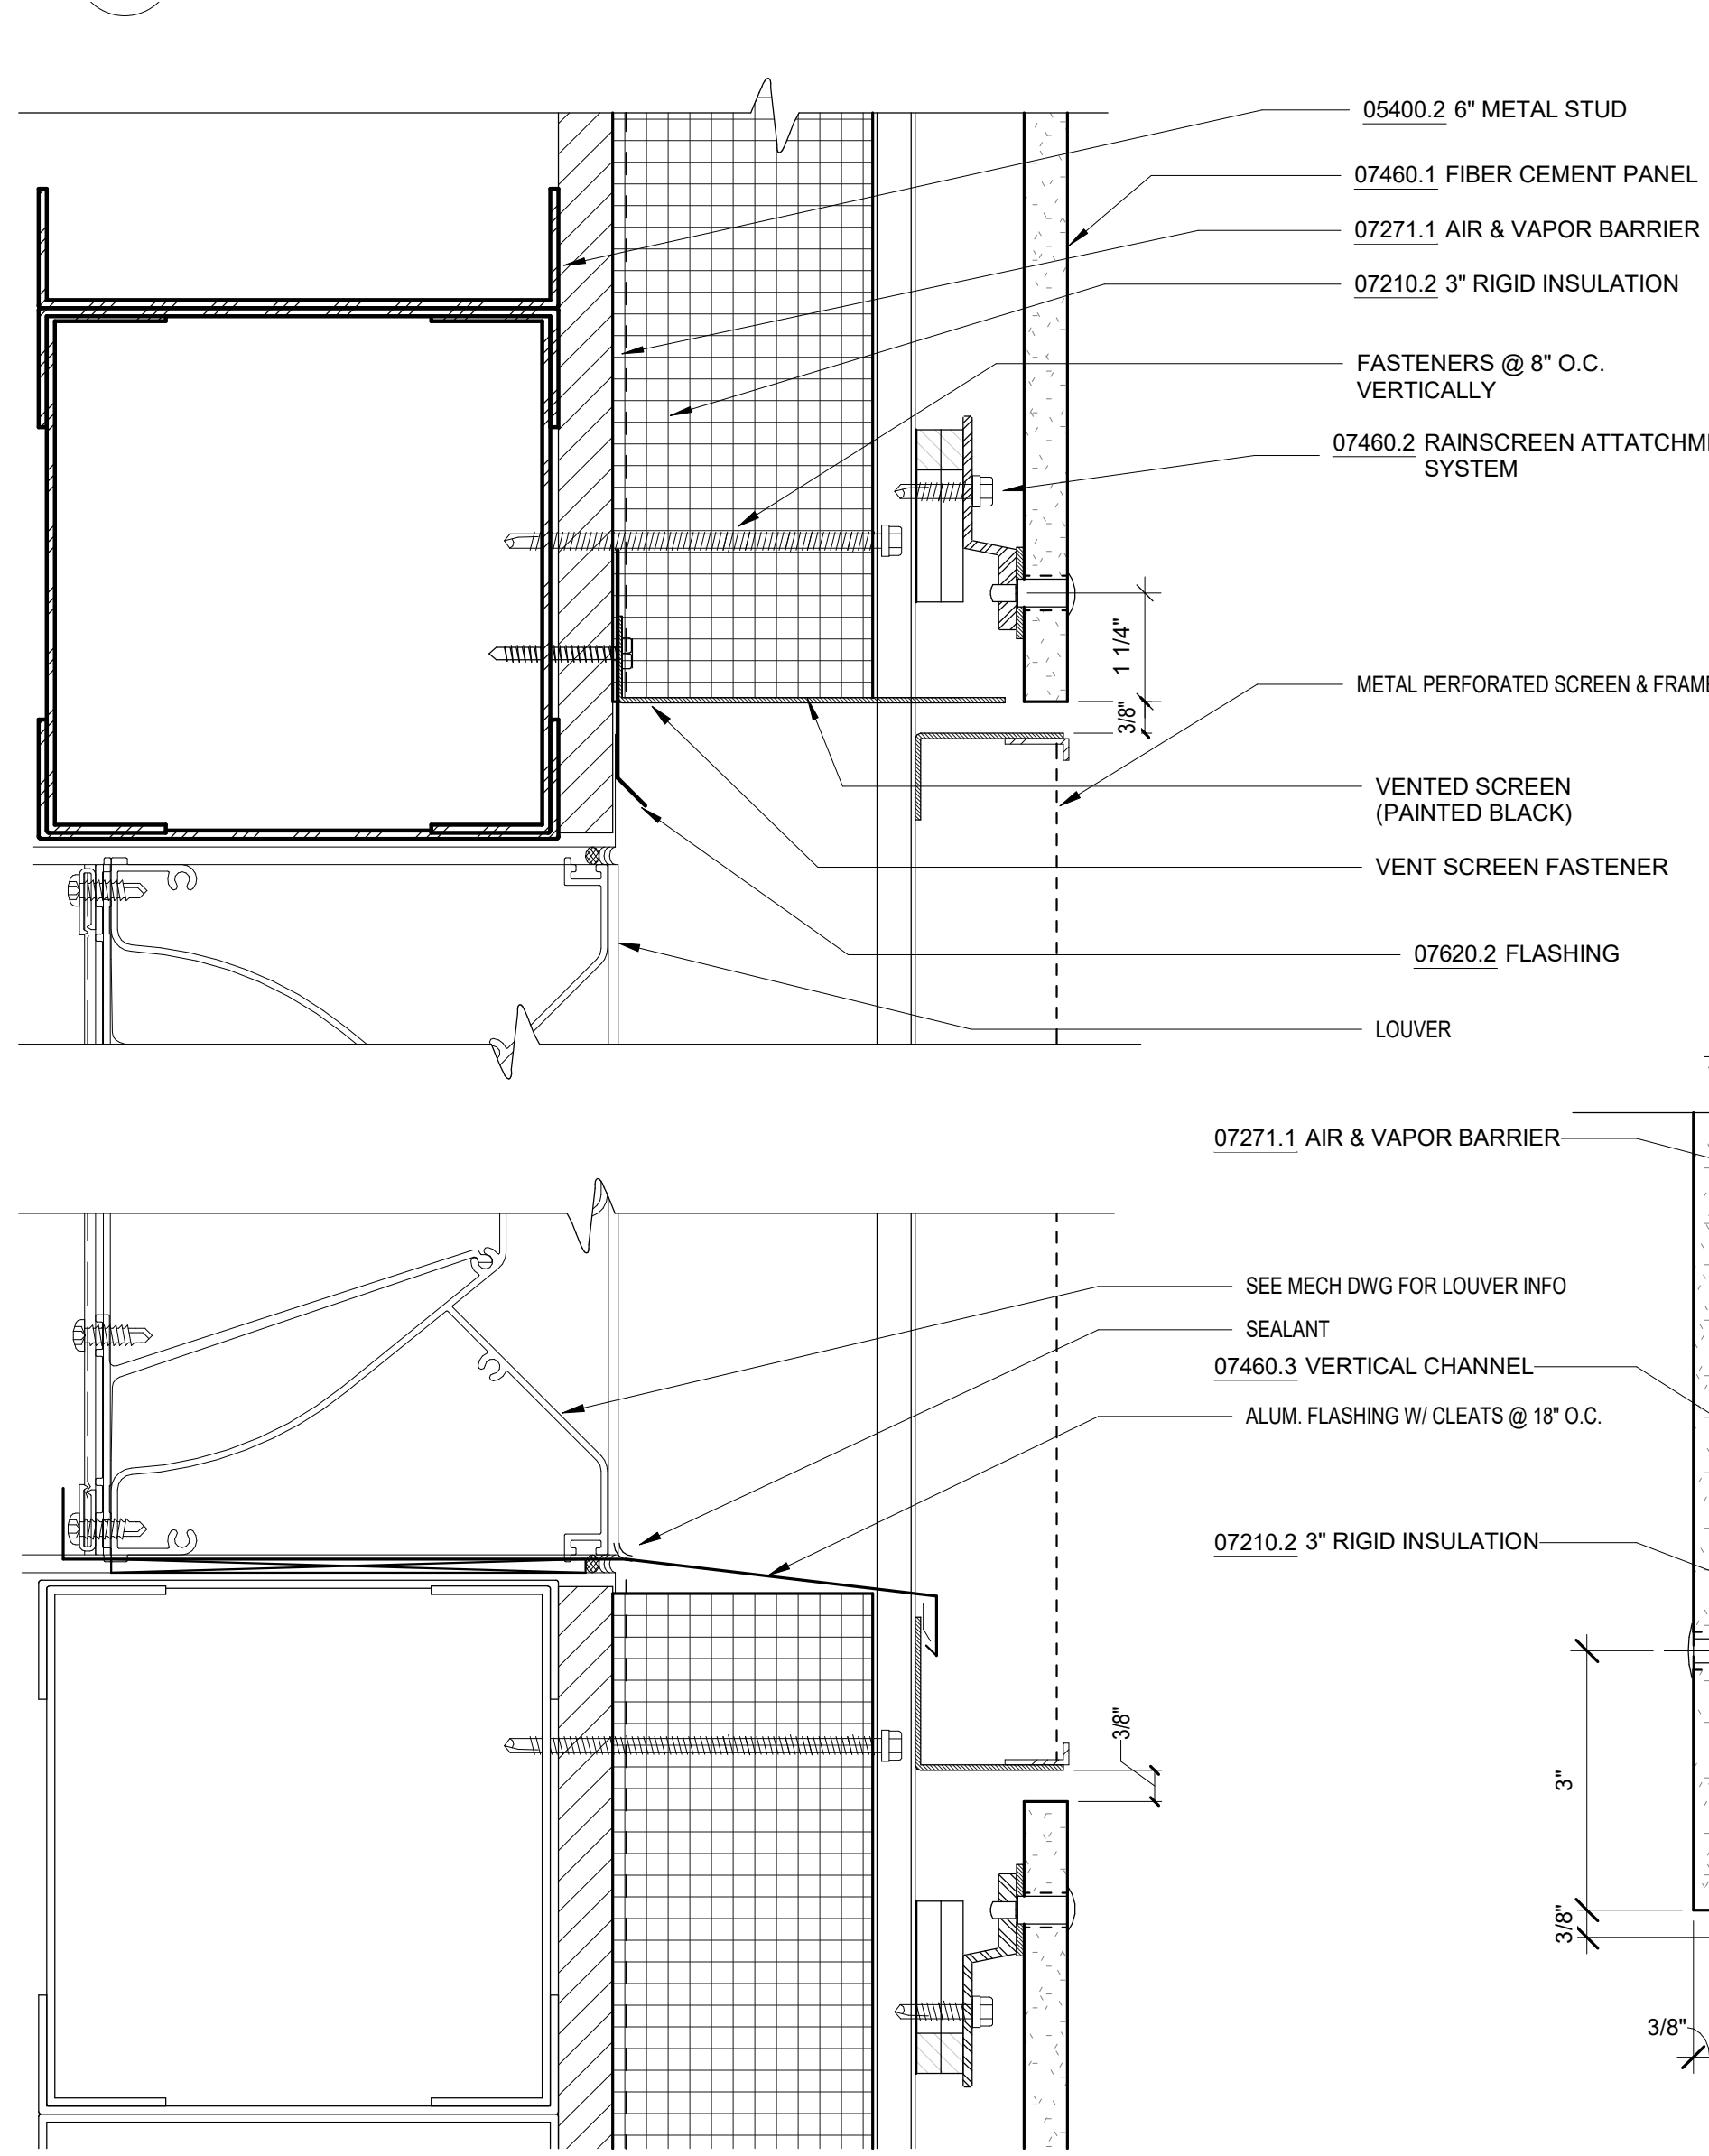 05400.2 6" METAL STUD
07460.1 FIBER CEMENT PANEL
07271.1 AIR & VAPOR BARRIER
07210.2 3" RIGID INSULATION
FASTENERS @ 8" O.C.
VERTICALLY
07460.2 RAINSCREEN ATTATCHM
SYSTEM
1 1/4"
3/8"
METAL PERFORATED SCREEN & FRAM
VENTED SCREEN
(PAINTED BLACK)
VENT SCREEN FASTENER
07620.2 FLASHING
LOUVER
07271.1 AIR & VAPOR BARRIER
SEE MECH DWG FOR LOUVER INFO
SEALANT
07460.3 VERTICAL CHANNEL
ALUM. FLASHING W/ CLEATS @ 18" O.C.
07210.2 3" RIGID INSULATION
3/8"
3"
3/8"
3/8"